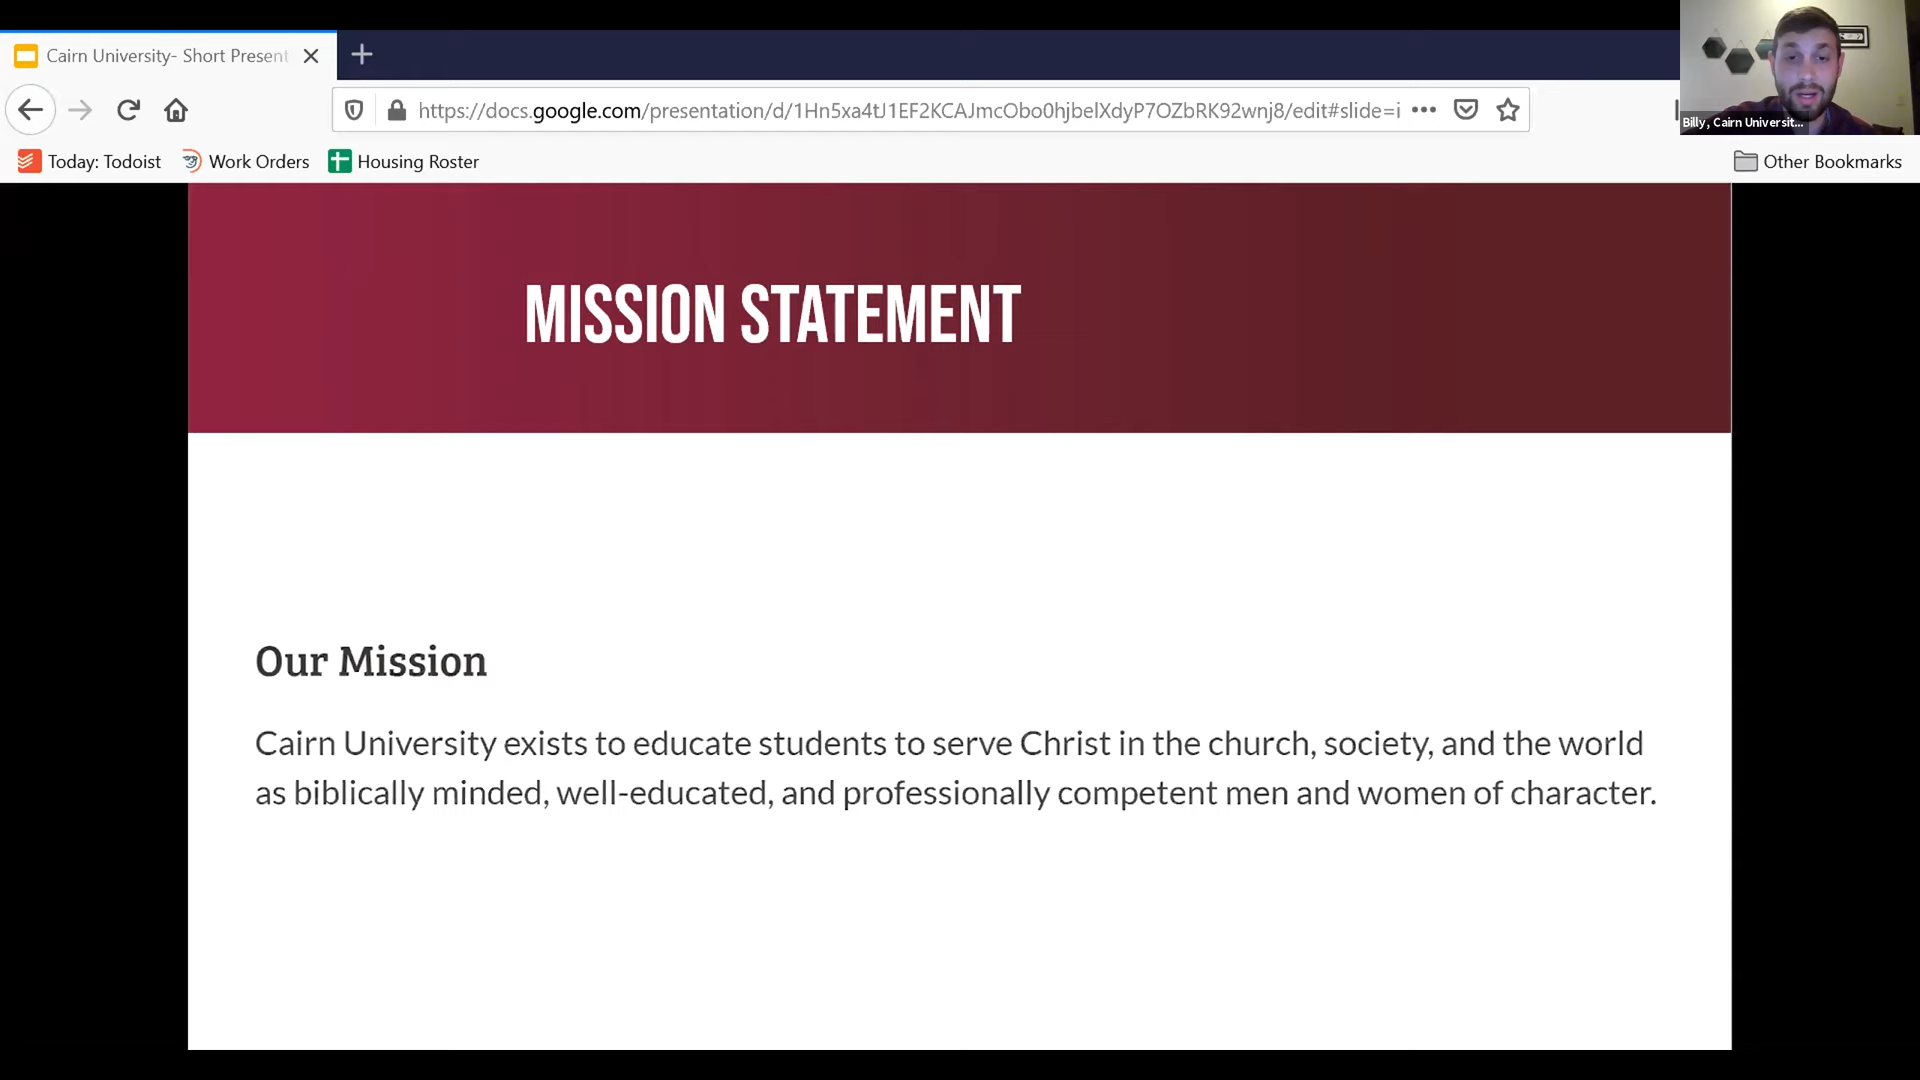 Cairn University- Short Present
https://docs.google.com/presentation/d/1Hn5xa4tJ1EF2KCAJmcObo0hjbelXdyP7OZbRK92wnj8/edit#slide=i
Billy, Cairn Universit...
Today: Todoist
Work Orders
Housing Roster
Other Bookmarks
MISSION STATEMENT
Our Mission
Cairn University exists to educate students to serve Christ in the church, society, and the world
as biblically minded, well-educated, and professionally competent men and women of character.